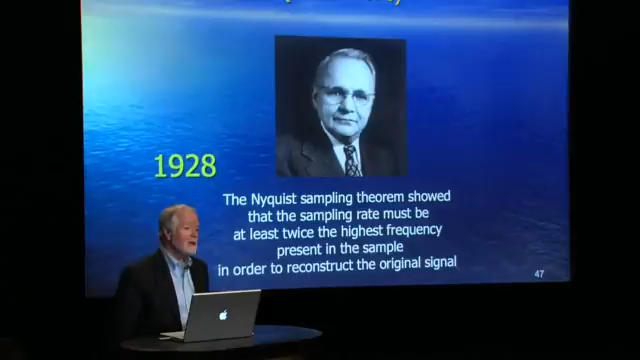 1928
The Nyquist sampling theorem showed
that the sampling rate must be
at least twice the highest frequency
present in the sample
in order to reconstruct the original signal
47